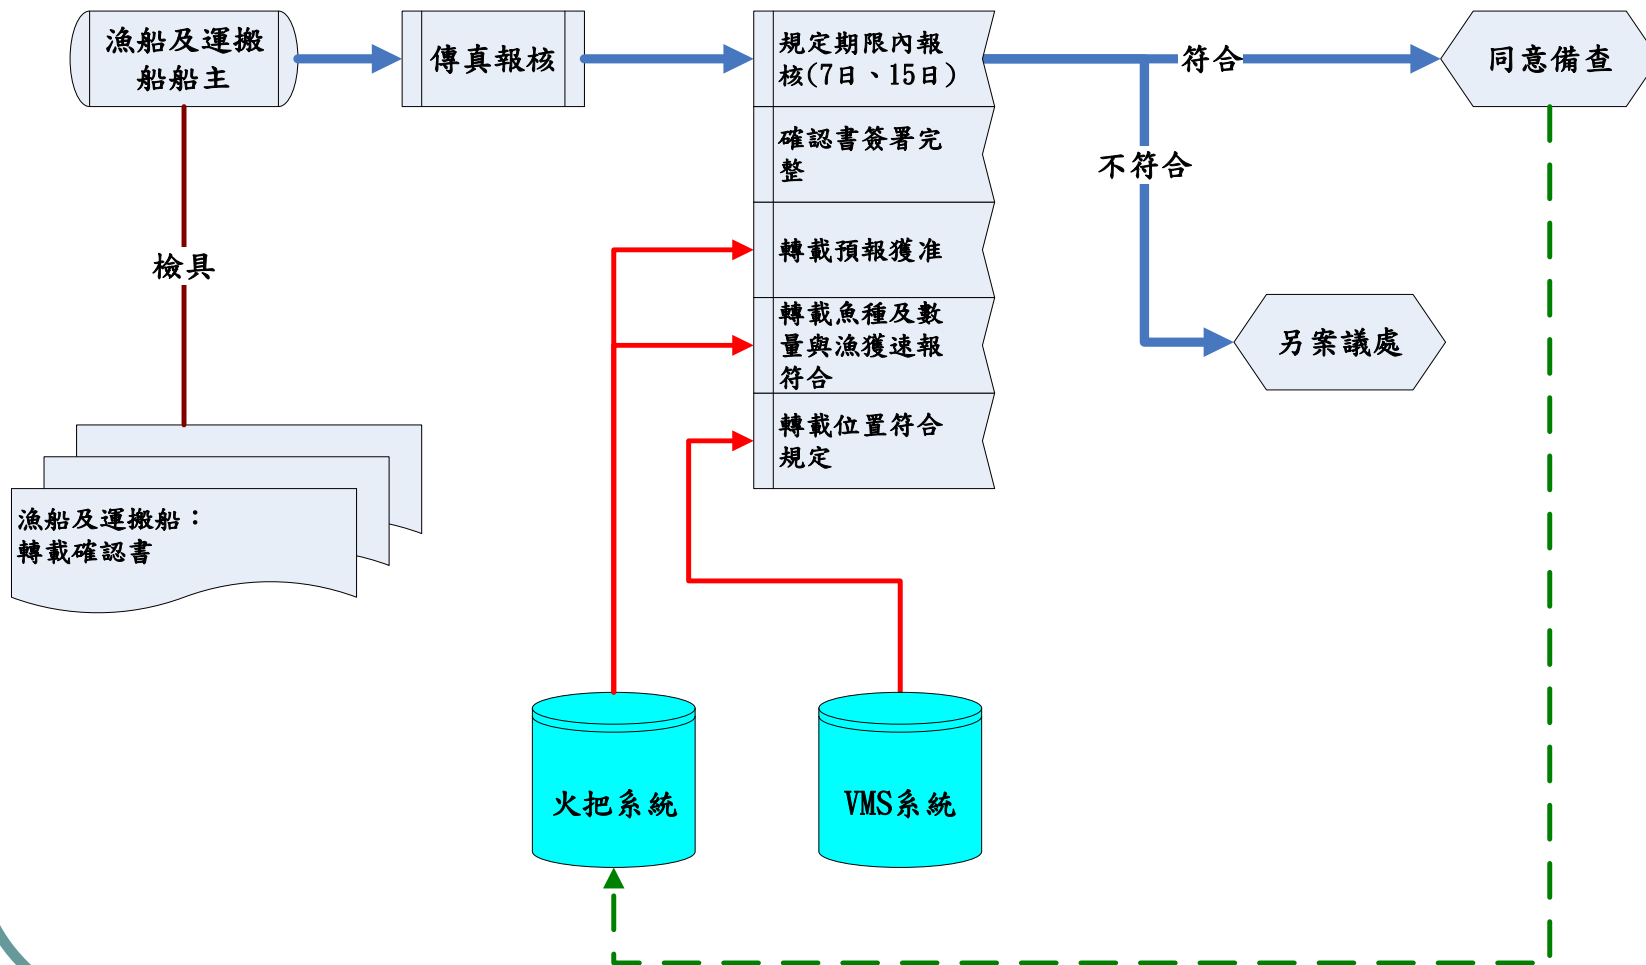 漁船及運搬
船船主
傳真報核
規定期限內報
核(7日、15日)
符合
同意備查
確認書簽署完
整
不符合
轉載預報獲准
檢具
轉載魚種及數
量與漁獲速報
符合
另案議處
轉載位置符合
規定
漁船及運搬船：
轉載確認書
火把系統
VMS系統